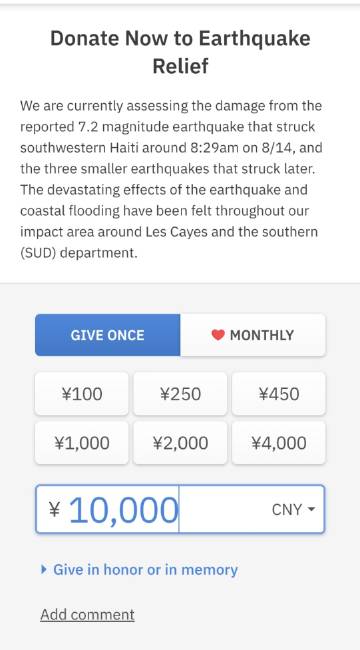 Donate Now to Earthquake
Relief
We are currently assessing the damage from the
reported 7.2 magnitude earthquake that struck
southwestern Haiti around 8:29am on 8/14, and
the three smaller earthquakes that struck later.
The devastating effects of the earthquake and
coastal flooding have been felt throughout our
impact area around Les Cayes and the southern
(SUD) department.
GIVE ONCE MONTHLY
¥100 ¥250 ¥450
¥1,000 ¥2,000 ¥4,000
¥ 10,000 CNY
Give in honor or in memory
Add comment